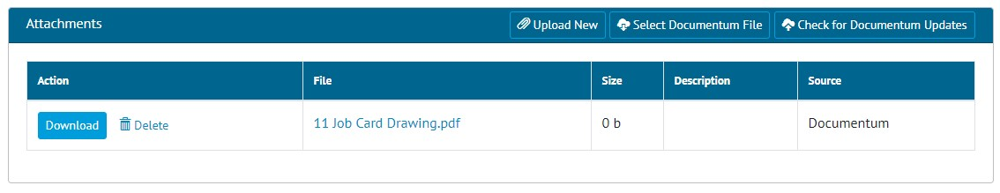 Attachments Upload New Select Documentum File Check for Documentum Updates
Action File Size Description Source
Download Delete 11 Job Card Drawing.pdf 0 b Documentum